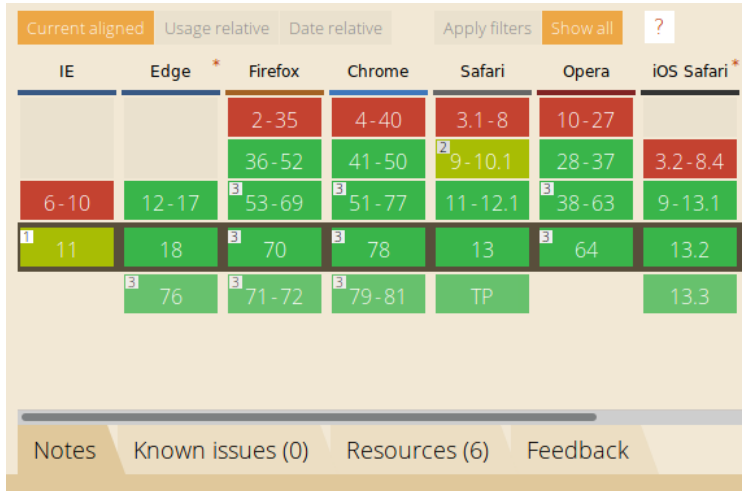 Current aligned Usage relative Date relative Apply filters Show all ?
IE Edge * Firefox Chrome Safari Opera iOS Safari *
2-35 4-40 3.1-8 10-27
36-52 41-50 2 9-10.1 28-37 3.2-8.4
6-10 12-17 3 53-69 3 51-77 11-12.1 3 38-63 9-13.1
1 11 18 3 70 3 78 13 3 64 13.2
3 76 3 71-72 3 79-81 TP 13.3
Notes Known issues (0) Resources (6) Feedback